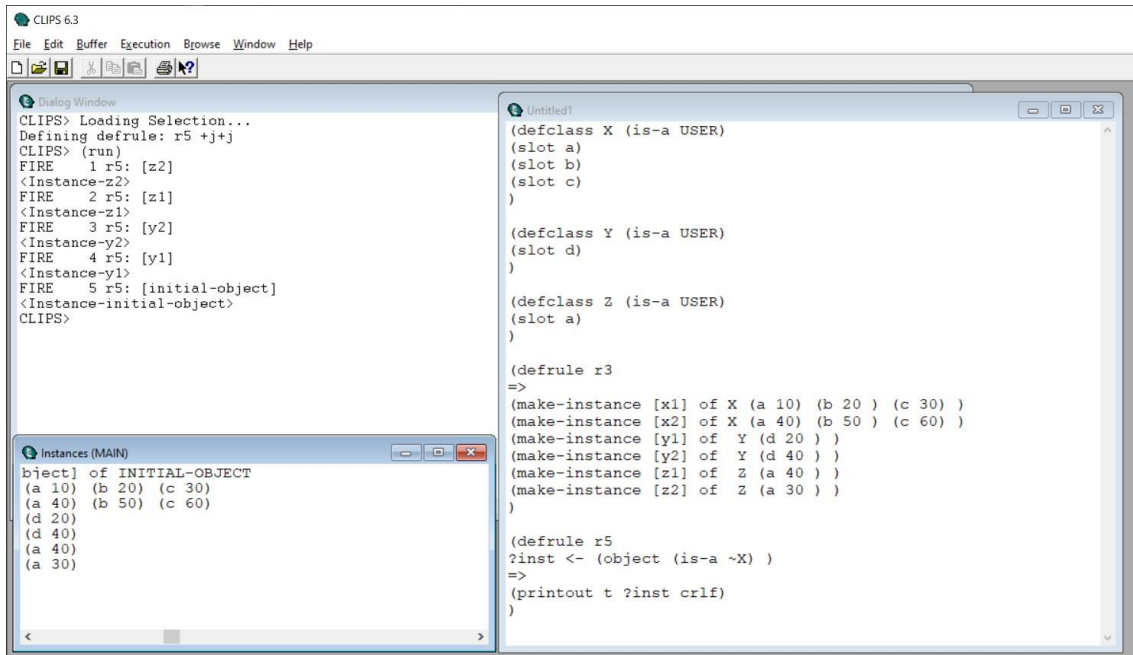 CLIPS 6.3
File Edit Buffer Execution Browse Window Help
Dialog Window
CLIPS> Loading Selection...
Defining defrule: r5 +j+j
CLIPS> (run)
FIRE 1 r5: [z2]
<Instance-z2>
FIRE 2 r5: [z1]
<Instance-z1>
FIRE 3 r5: [y2]
<Instance-y2>
FIRE 4 r5: [y1]
<Instance-y1>
FIRE 5 r5: [initial-object]
<Instance-initial-object>
CLIPS>
Instances (MAIN)
bject] of INITIAL-OBJECT
(a 10) (b 20) (c 30)
(a 40) (b 50) (c 60)
(d 20)
(d 40)
(a 40)
(a 30)
Untitled1
(defclass X (is-a USER)
(slot a)
(slot b)
(slot c)
)
(defclass Y (is-a USER)
(slot d)
)
(defclass Z (is-a USER)
(slot a)
)
(defrule r3
=>
(make-instance [x1] of X (a 10) (b 20 ) (c 30) )
(make-instance [x2] of X (a 40) (b 50 ) (c 60) )
(make-instance [y1] of Y (d 20 ) )
(make-instance [y2] of Y (d 40 ) )
(make-instance [z1] of Z (a 40 ) )
(make-instance [z2] of Z (a 30 ) )
)
(defrule r5
?inst <- (object (is-a ~X) )
=>
(printout t ?inst crlf)
)